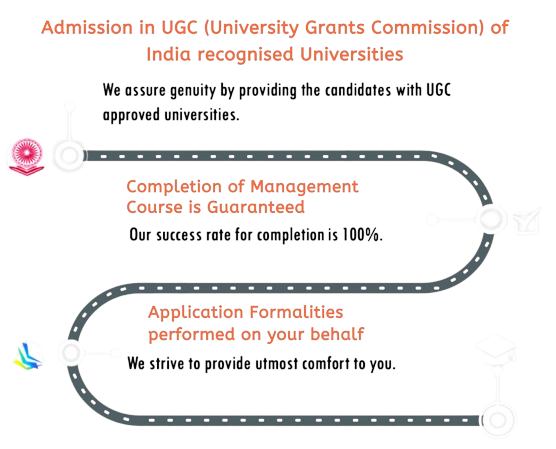 Admission in UGC (University Grants Commission) of
India recognised Universities
We assure genuity by providing the candidates with UGC
approved universities.
Completion of Management
Course is Guaranteed
Our success rate for completion is 100%.
Application Formalities
performed on your behalf
We strive to provide utmost comfort to you.